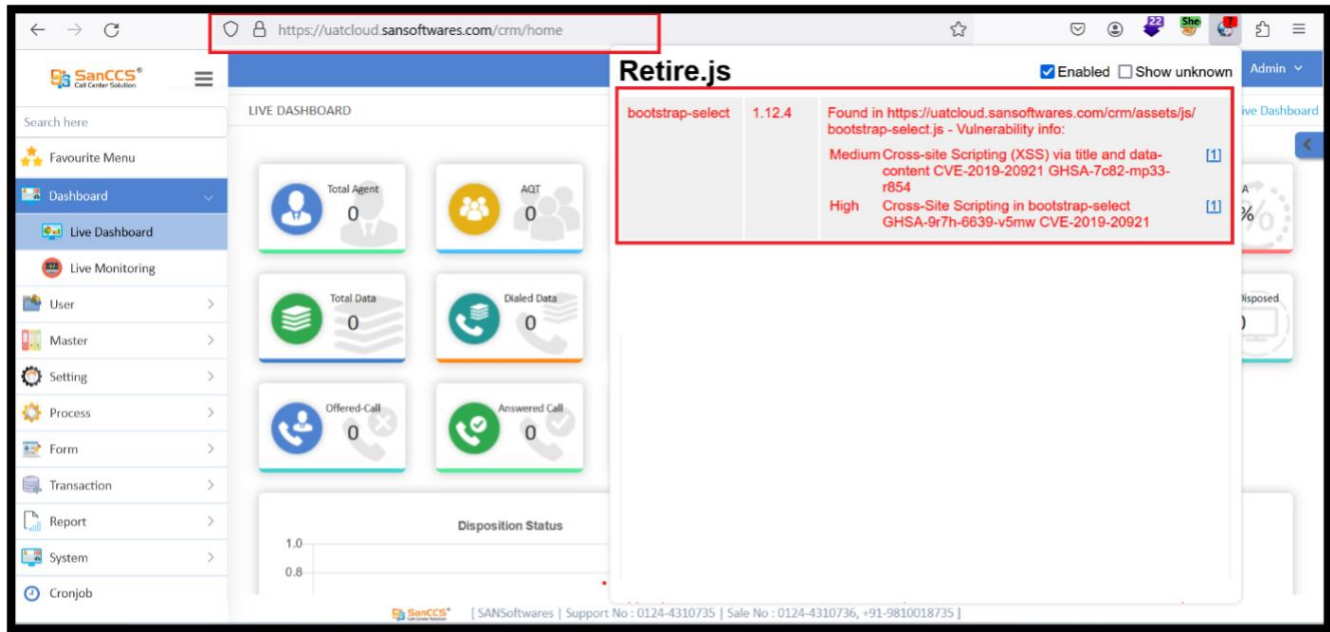 https://uatcloud.sansoftwares.com/crm/home
22
She
7
SanCCS®
Call Center Solution
Retire.js
Enabled
Show unknown
Admin
Search here
LIVE DASHBOARD
ive Dashboard
bootstrap-select 1.12.4 Found in https://uatcloud.sansoftwares.com/crm/assets/js/
bootstrap-select.js - Vulnerability info:
Medium Cross-site Scripting (XSS) via title and data- [1]
content CVE-2019-20921 GHSA-7c82-mp33-
r854
High Cross-Site Scripting in bootstrap-select [1]
GHSA-9r7h-6639-v5mw CVE-2019-20921
Favourite Menu
Dashboard
Live Dashboard
Live Monitoring
User
Master
Setting
Process
Form
Transaction
Report
System
Cronjob
Total Agent
0
AQT
0
A
%
Total Data
0
Dialed Data
0
Disposed
Offered-Call
0
Answered Call
0
Disposition Status
1.0
0.8
SanCCS® [ SANSoftwares | Support No : 0124-4310735 | Sale No : 0124-4310736, +91-9810018735 ]